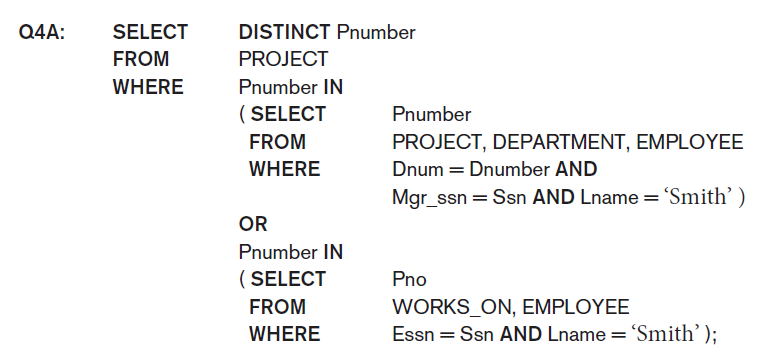 Q4A: SELECT DISTINCT Pnumber
FROM PROJECT
WHERE Pnumber IN
( SELECT Pnumber
FROM PROJECT, DEPARTMENT, EMPLOYEE
WHERE Dnum = Dnumber AND
Mgr_ssn = Ssn AND Lname = ‘Smith’ )
OR
Pnumber IN
( SELECT Pno
FROM WORKS_ON, EMPLOYEE
WHERE Essn = Ssn AND Lname = ‘Smith’ );